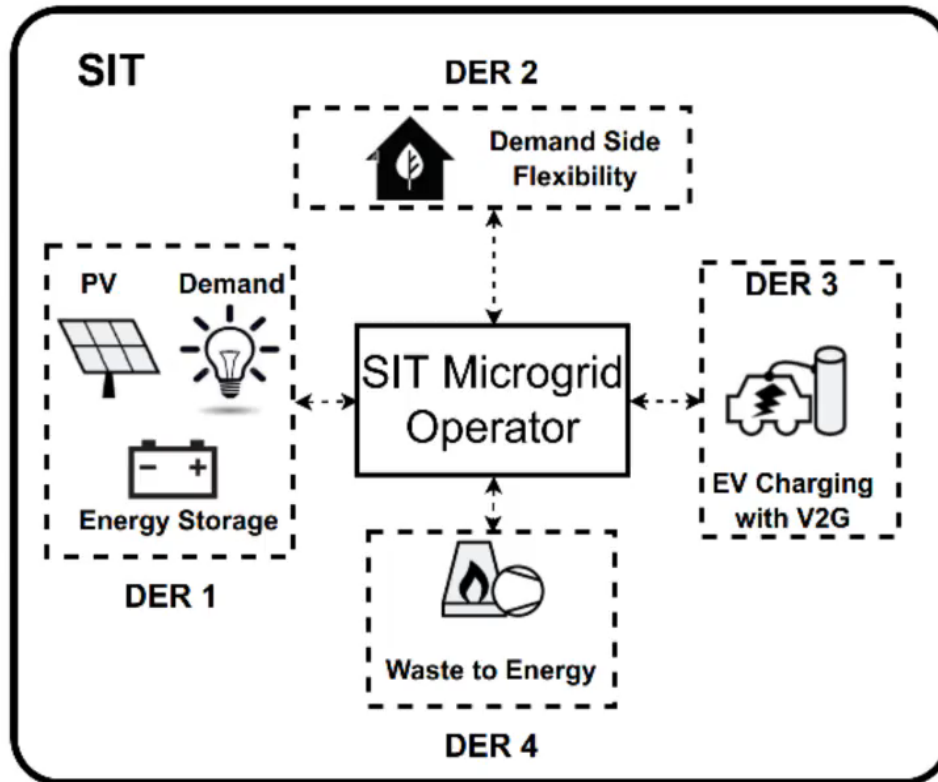 SIT
DER 2
Demand Side
Flexibility
PV
Demand
Energy Storage
DER 1
SIT Microgrid
Operator
DER 3
EV Charging
with V2G
Waste to Energy
DER 4